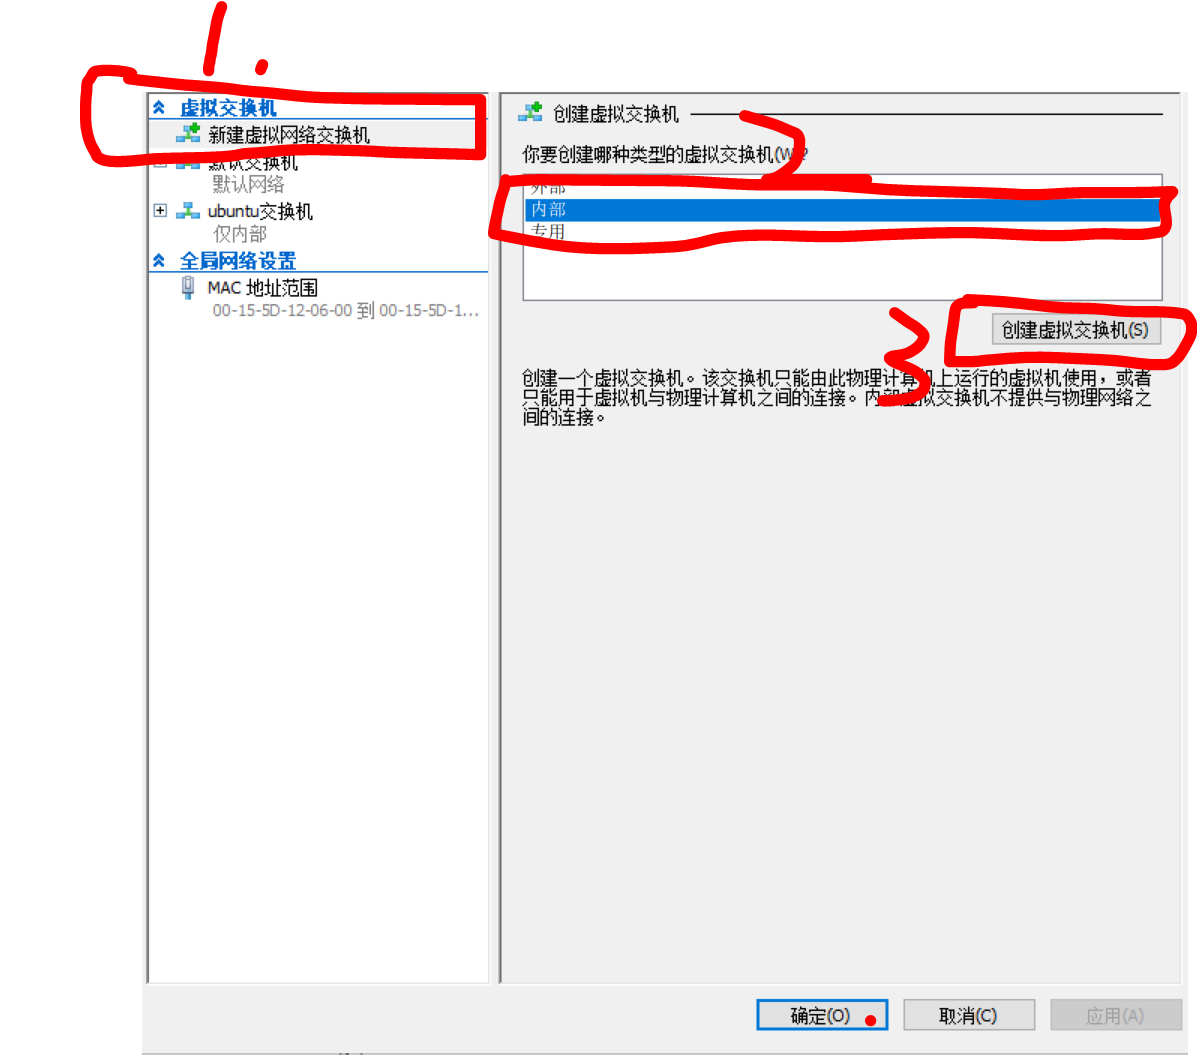 1.
虚拟交换机
新建虚拟网络交换机
默认交换机
默认网络
ubuntu交换机
仅内部
全局网络设置
MAC 地址范围
00-15-5D-12-06-00 到 00-15-5D-1...
创建虚拟交换机
2
你要创建哪种类型的虚拟交换机(W)?
外部
内部
专用
3
创建虚拟交换机(S)
创建一个虚拟交换机。该交换机只能由此物理计算机上运行的虚拟机使用，或者
只能用于虚拟机与物理计算机之间的连接。内部虚拟交换机不提供与物理网络之
间的连接。
确定(O)
取消(C)
应用(A)